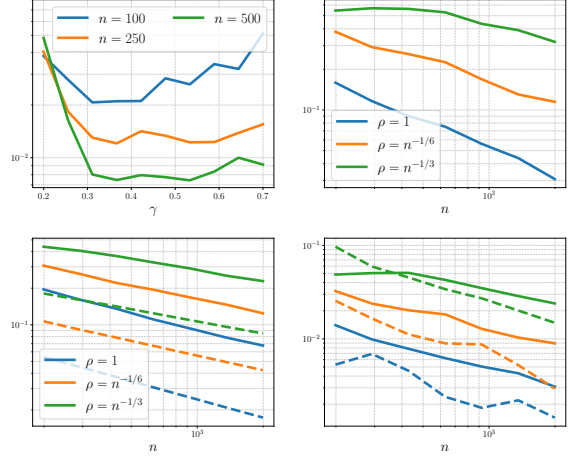 n = 100
n = 250
n = 500
10⁻²
0.2 0.3 0.4 0.5 0.6 0.7
γ
10⁻¹
ρ = 1
ρ = n⁻¹/⁶
ρ = n⁻¹/³
10³
n
10⁻¹
ρ = 1
ρ = n⁻¹/⁶
ρ = n⁻¹/³
10³
n
10⁻¹
10⁻²
10³
n